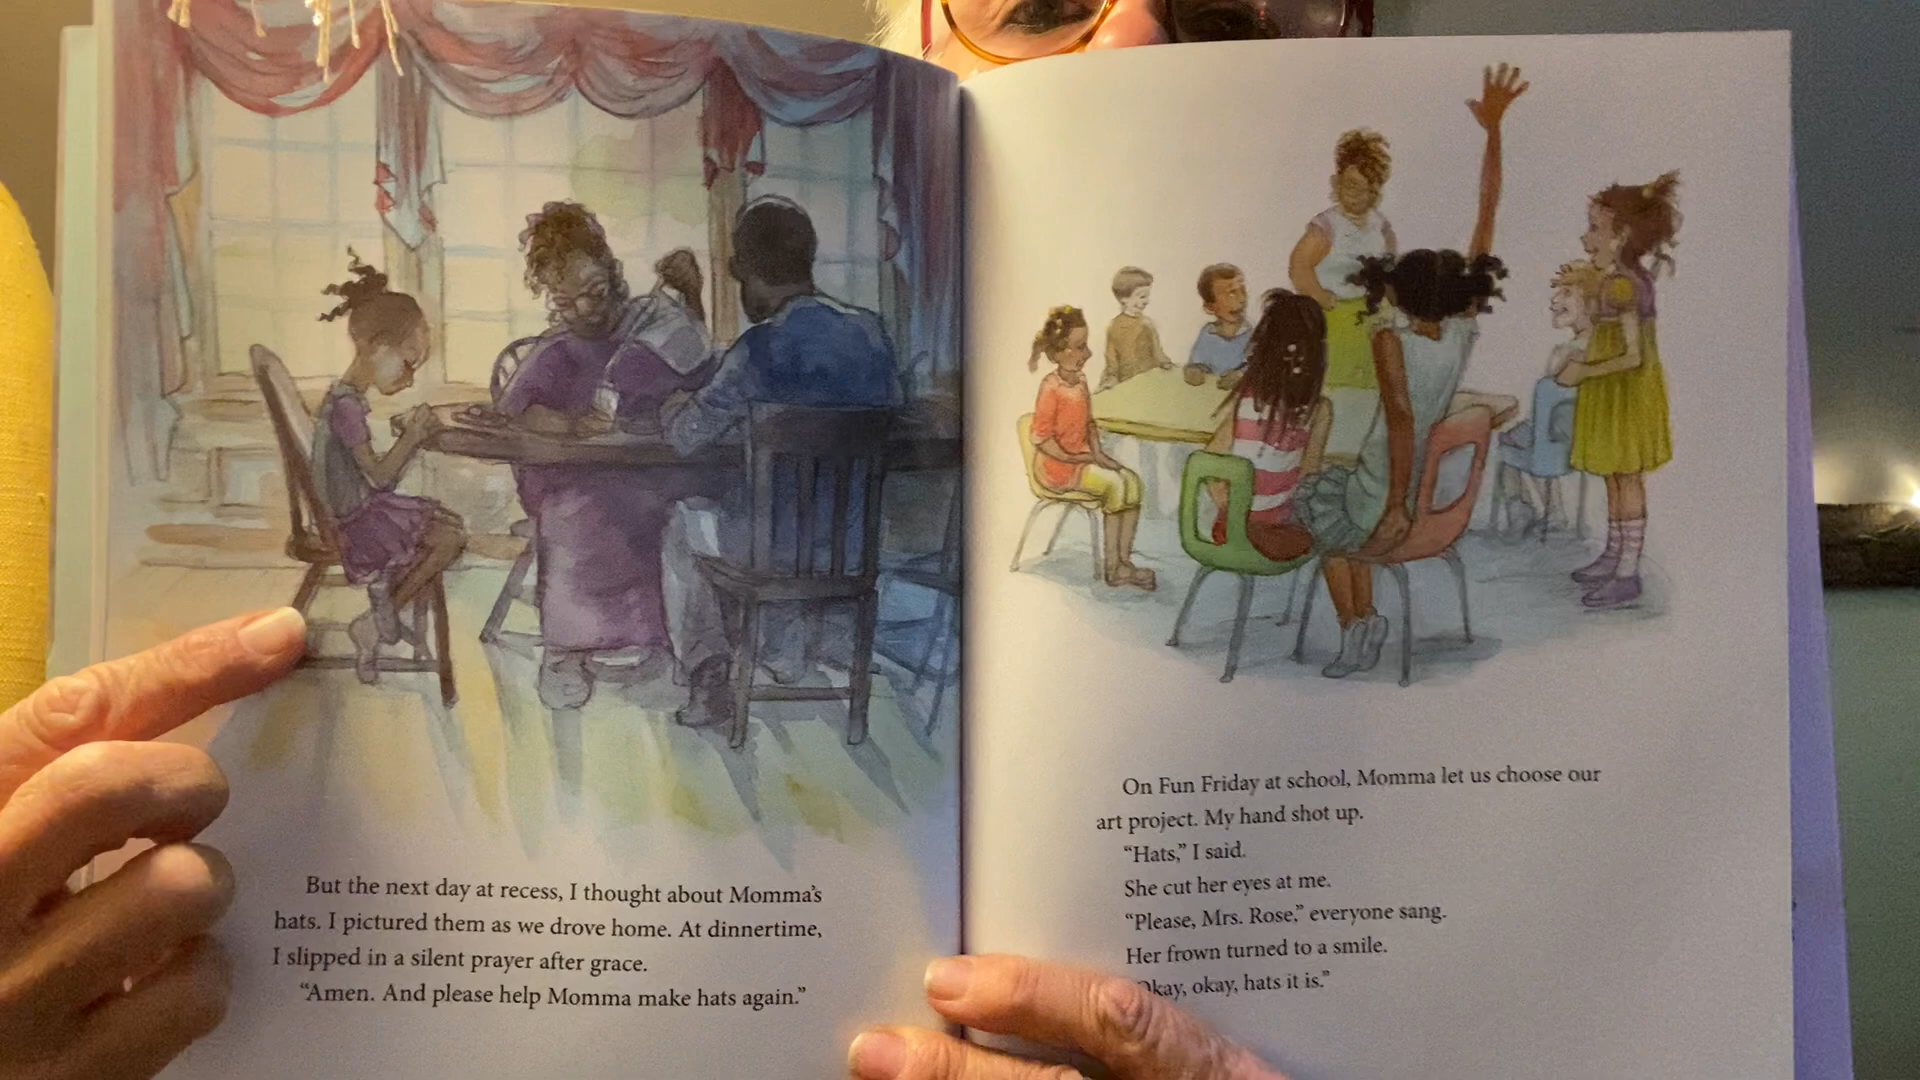 But the next day at recess, I thought about Momma's
hats. I pictured them as we drove home. At dinnertime,
I slipped in a silent prayer after grace.
“Amen. And please help Momma make hats again.”
On Fun Friday at school, Momma let us choose our
art project. My hand shot up.
“Hats,” I said.
She cut her eyes at me.
“Please, Mrs. Rose,” everyone sang.
Her frown turned to a smile.
Okay, okay, hats it is.”